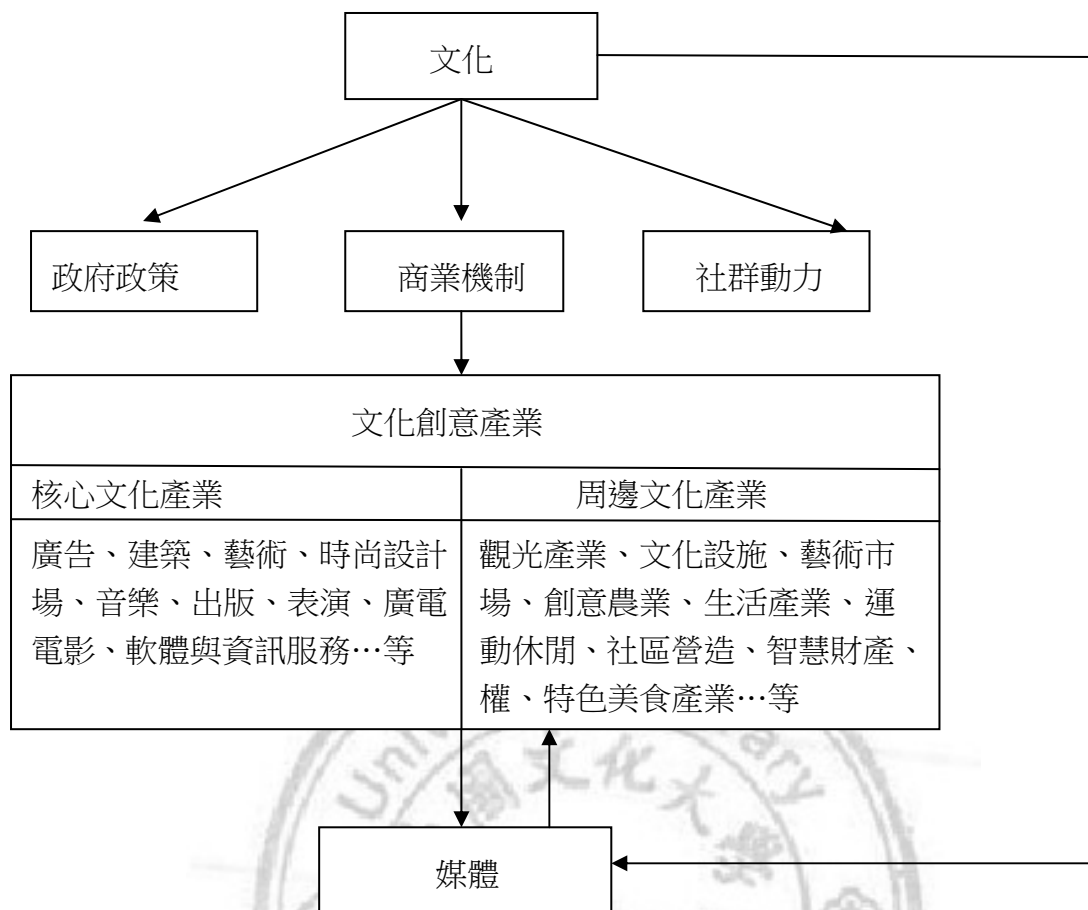 文化
政府政策
商業機制
社群動力
文化創意產業
核心文化產業
周邊文化產業
廣告、建築、藝術、時尚設計
場、音樂、出版、表演、廣電
電影、軟體與資訊服務…等
觀光產業、文化設施、藝術市
場、創意農業、生活產業、運
動休閒、社區營造、智慧財產、
權、特色美食產業…等
文化大
媒體